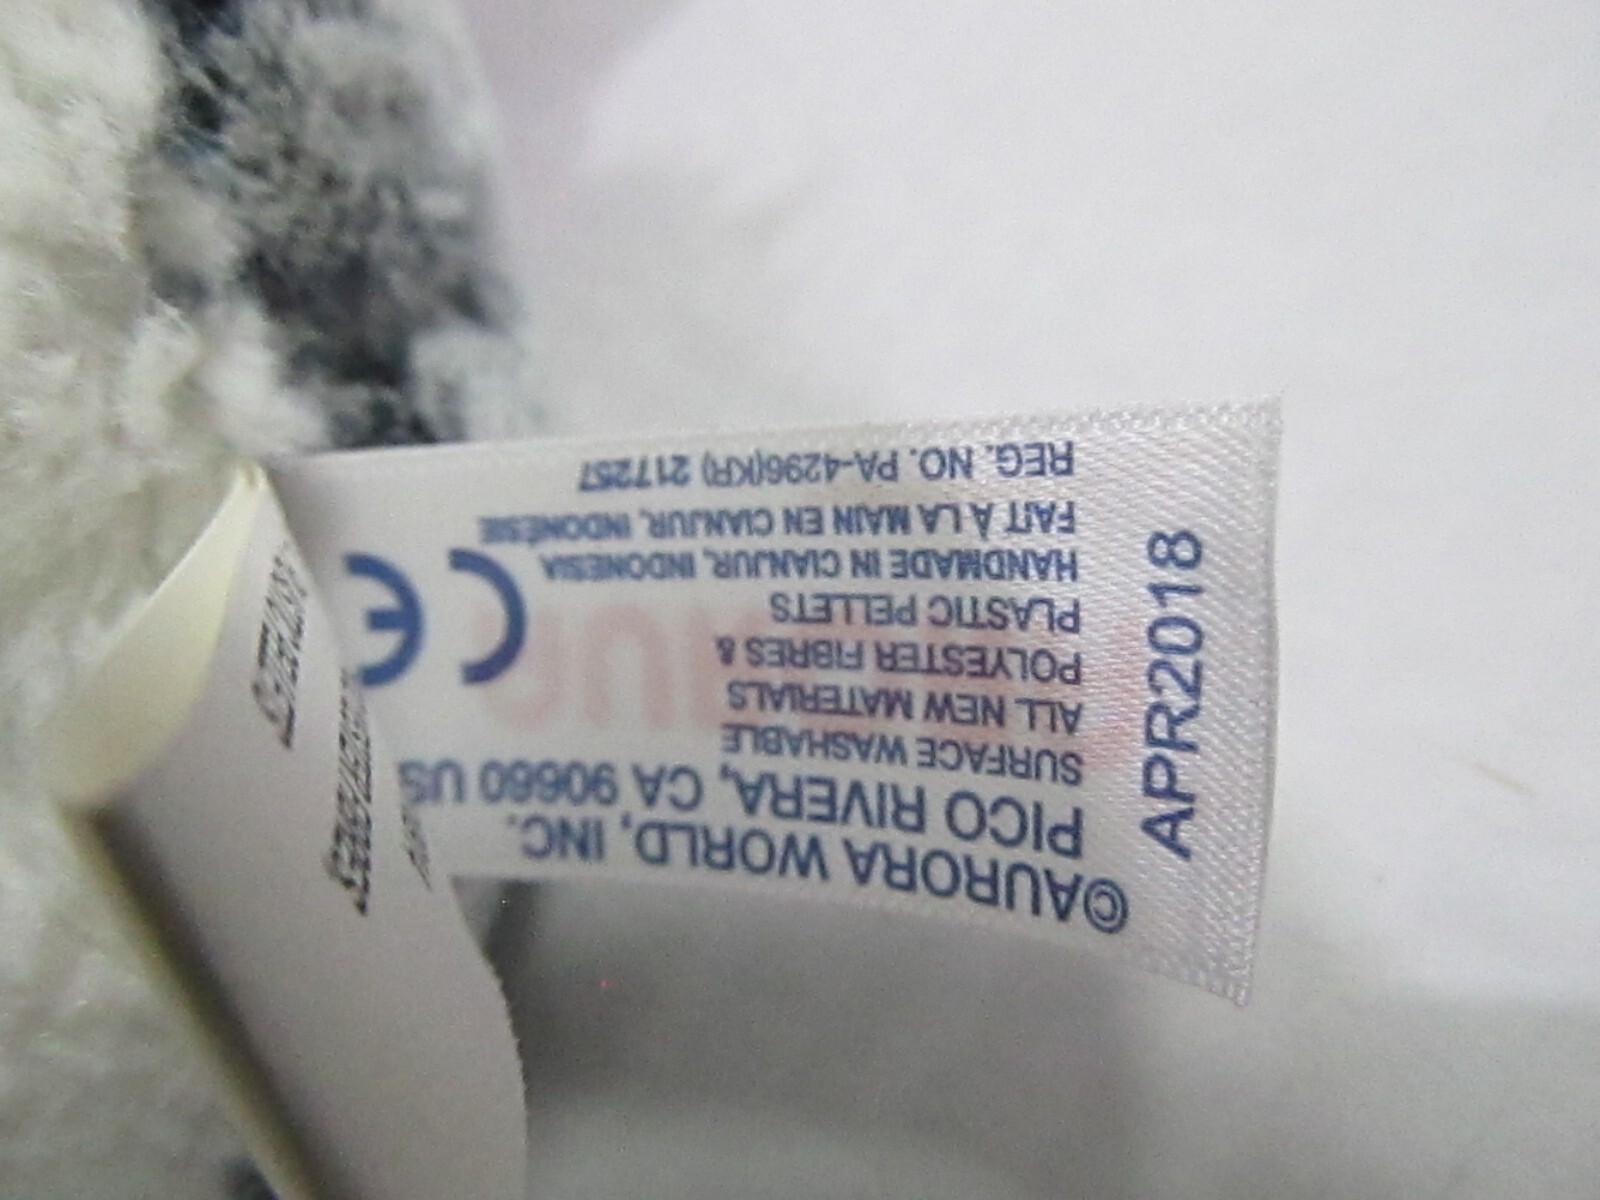 ©AURORA WORLD, INC.
PICO RIVERA, CA 90660 US
SURFACE WASHABLE
ALL NEW MATERIALS
POLYESTER FIBRES &
PLASTIC PELLETS
HANDMADE IN CIANJUR, INDONESIA
FAIT À LA MAIN EN CIANJUR, INDONÉSIE
REG. NO. PA-4296(KR) 217257
CE
APR2018